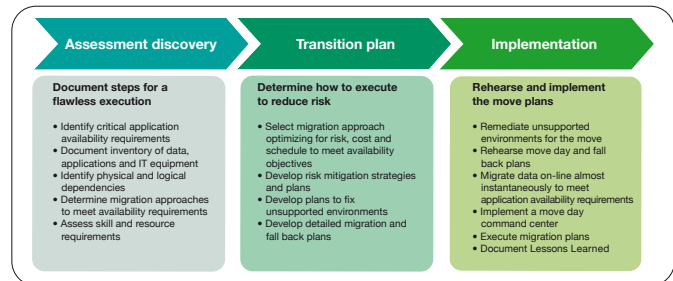 Assessment discovery
Transition plan
Implementation
Document steps for a
flawless execution
• Identify critical application
availability requirements
• Document inventory of data,
applications and IT equipment
• Identify physical and logical
dependencies
• Determine migration approaches
to meet availability requirements
• Assess skill and resource
requirements
Determine how to execute
to reduce risk
• Select migration approach
optimizing for risk, cost and
schedule to meet availability
objectives
• Develop risk mitigation strategies
and plans
• Develop plans to fix
unsupported environments
• Develop detailed migration and
fall back plans
Rehearse and implement
the move plans
• Remediate unsupported
environments for the move
• Rehearse move day and fall
back plans
• Migrate data on-line almost
instantaneously to meet
application availability requirements
• Implement a move day
command center
• Execute migration plans
• Document Lessons Learned